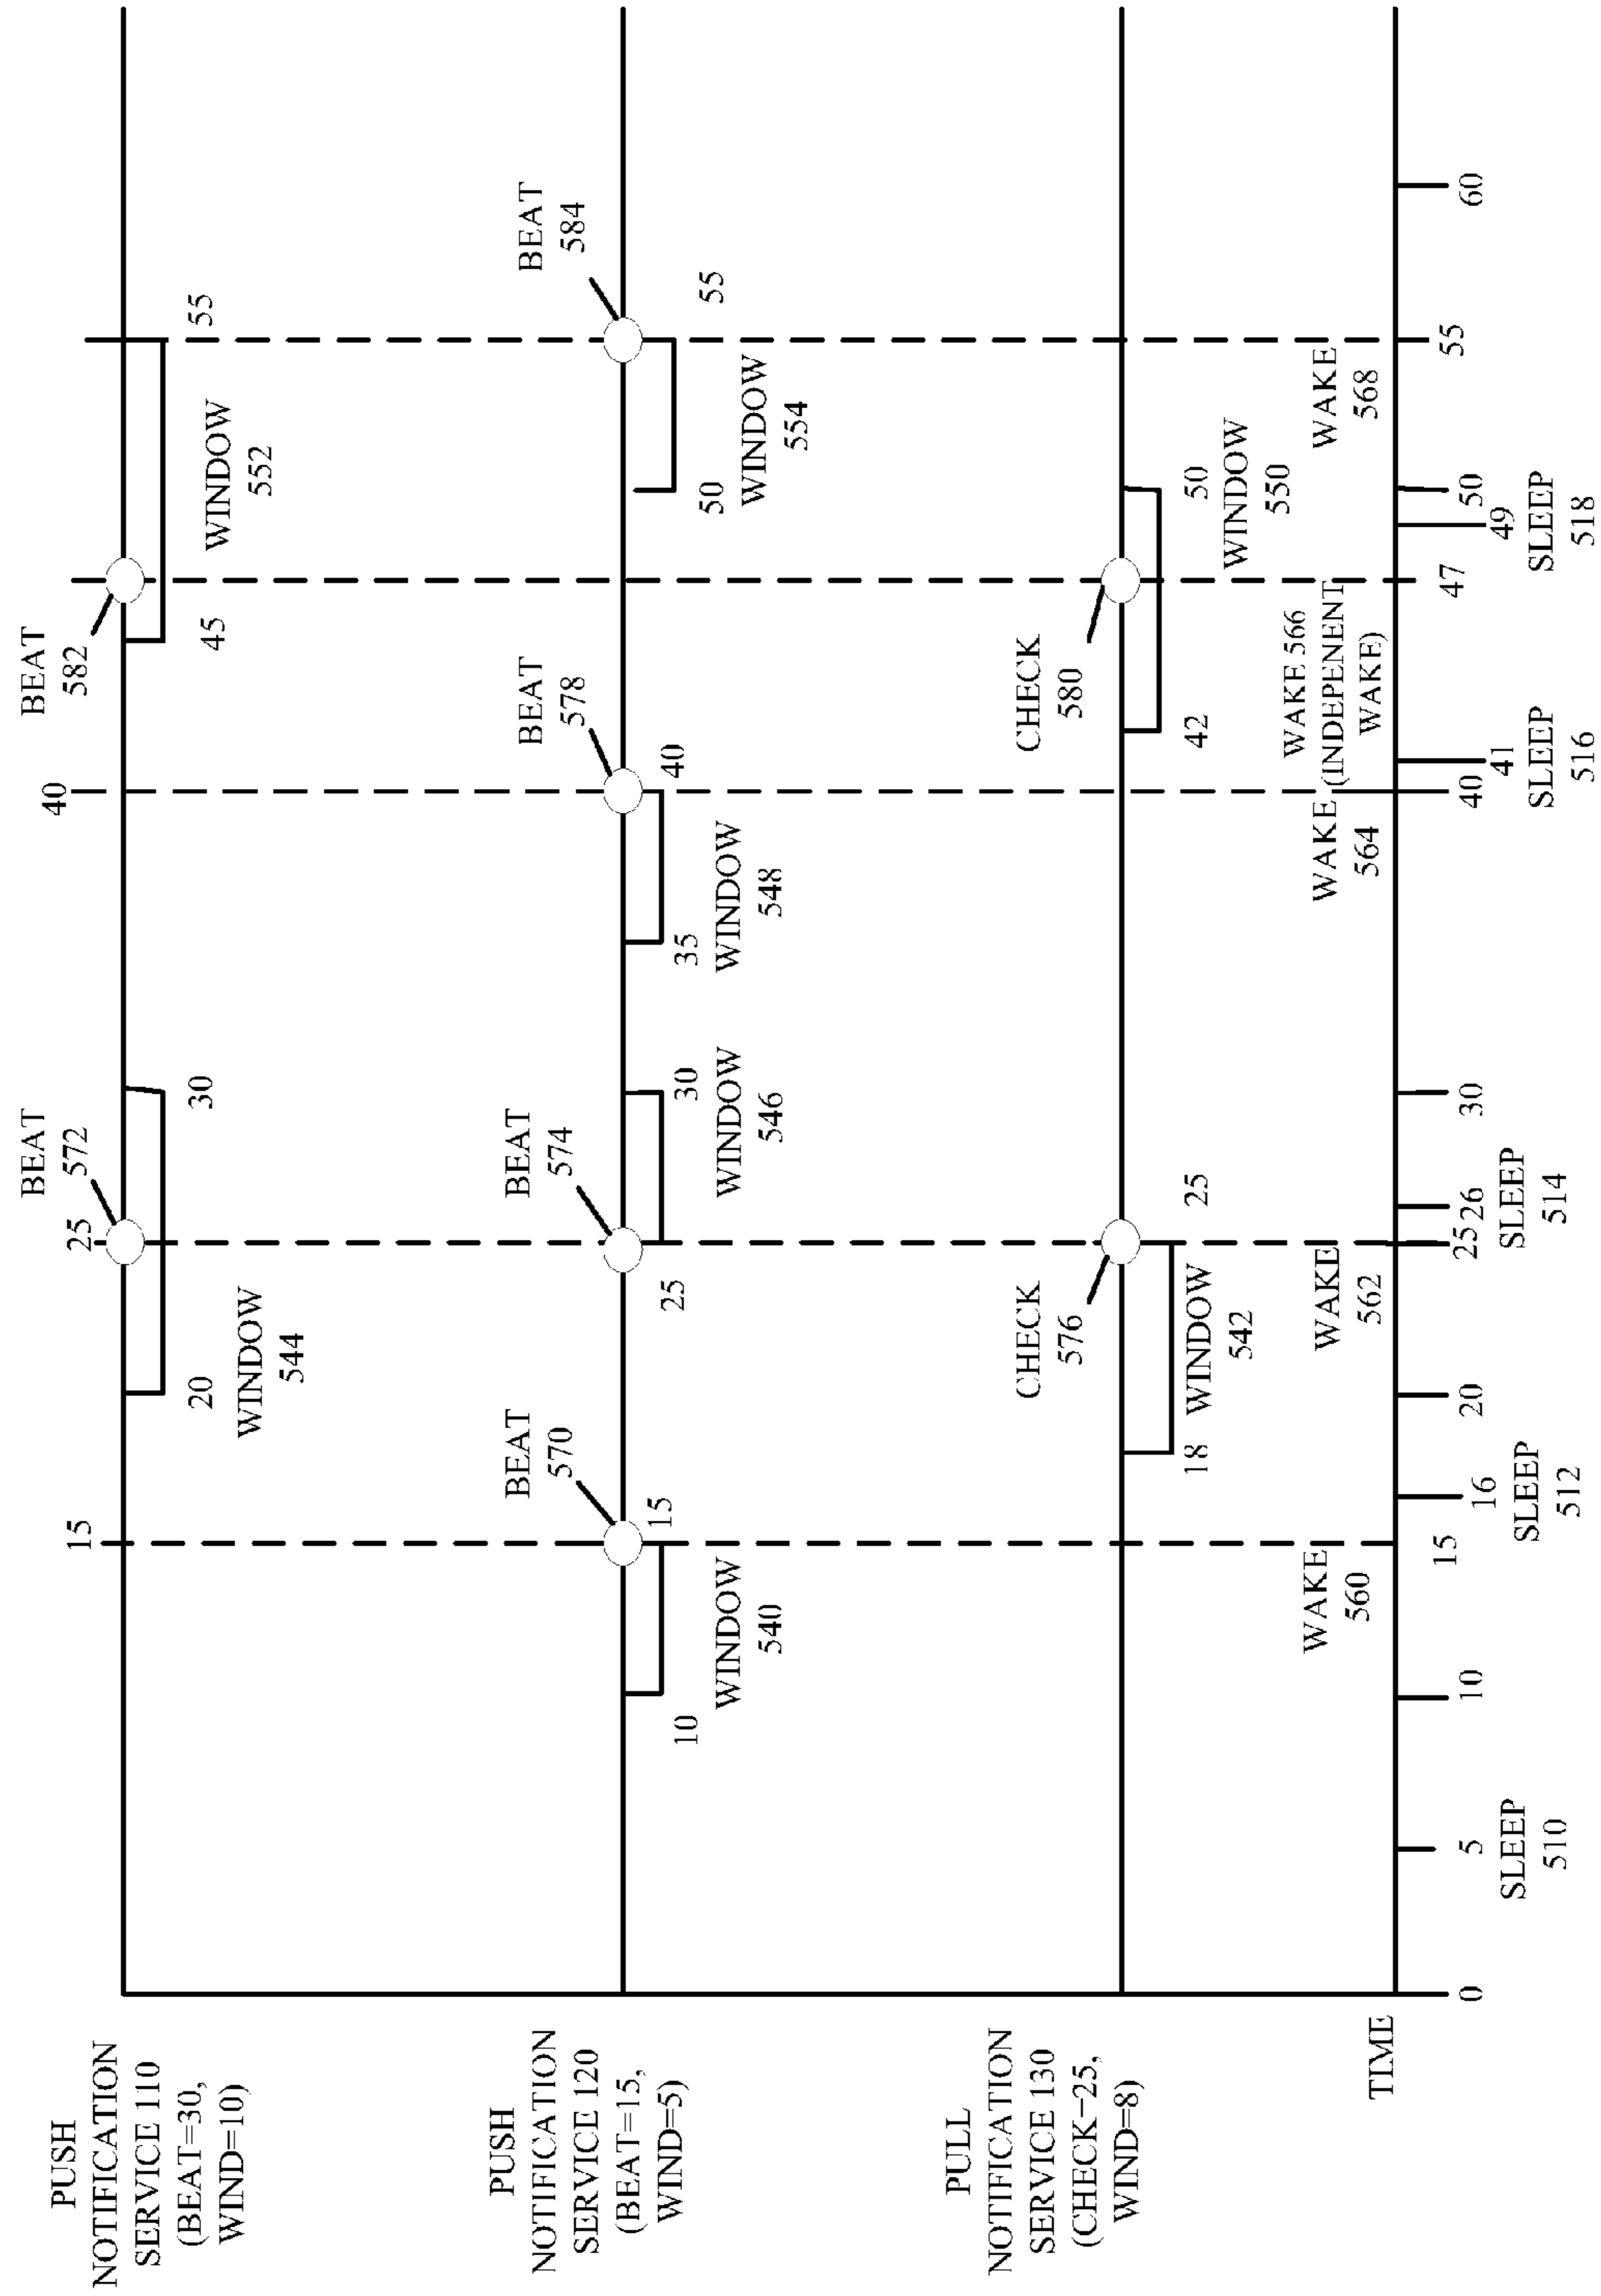 PUSH
NOTIFICATION
SERVICE 110
(BEAT=30,
WIND=10)
15
25
BEAT
572
40
BEAT
582
20
WINDOW
544
30
45
WINDOW
552
55
PUSH
NOTIFICATION
SERVICE 120
(BEAT=15,
WIND=5)
BEAT
570
BEAT
574
BEAT
578
BEAT
584
10
WINDOW
540
15
25
30
WINDOW
546
35
WINDOW
548
40
50
WINDOW
554
55
PULL
NOTIFICATION
SERVICE 130
(CHECK-25,
WIND=8)
CHECK
576
CHECK
580
18
WINDOW
542
25
42
50
WINDOW
550
WAKE
560
WAKE
562
WAKE
564
WAKE 566
(INDEPENENT
WAKE)
WAKE
568
TIME
0
5
10
15
16
20
25
26
30
40
41
47
49
50
55
60
SLEEP
510
SLEEP
512
SLEEP
514
SLEEP
516
SLEEP
518